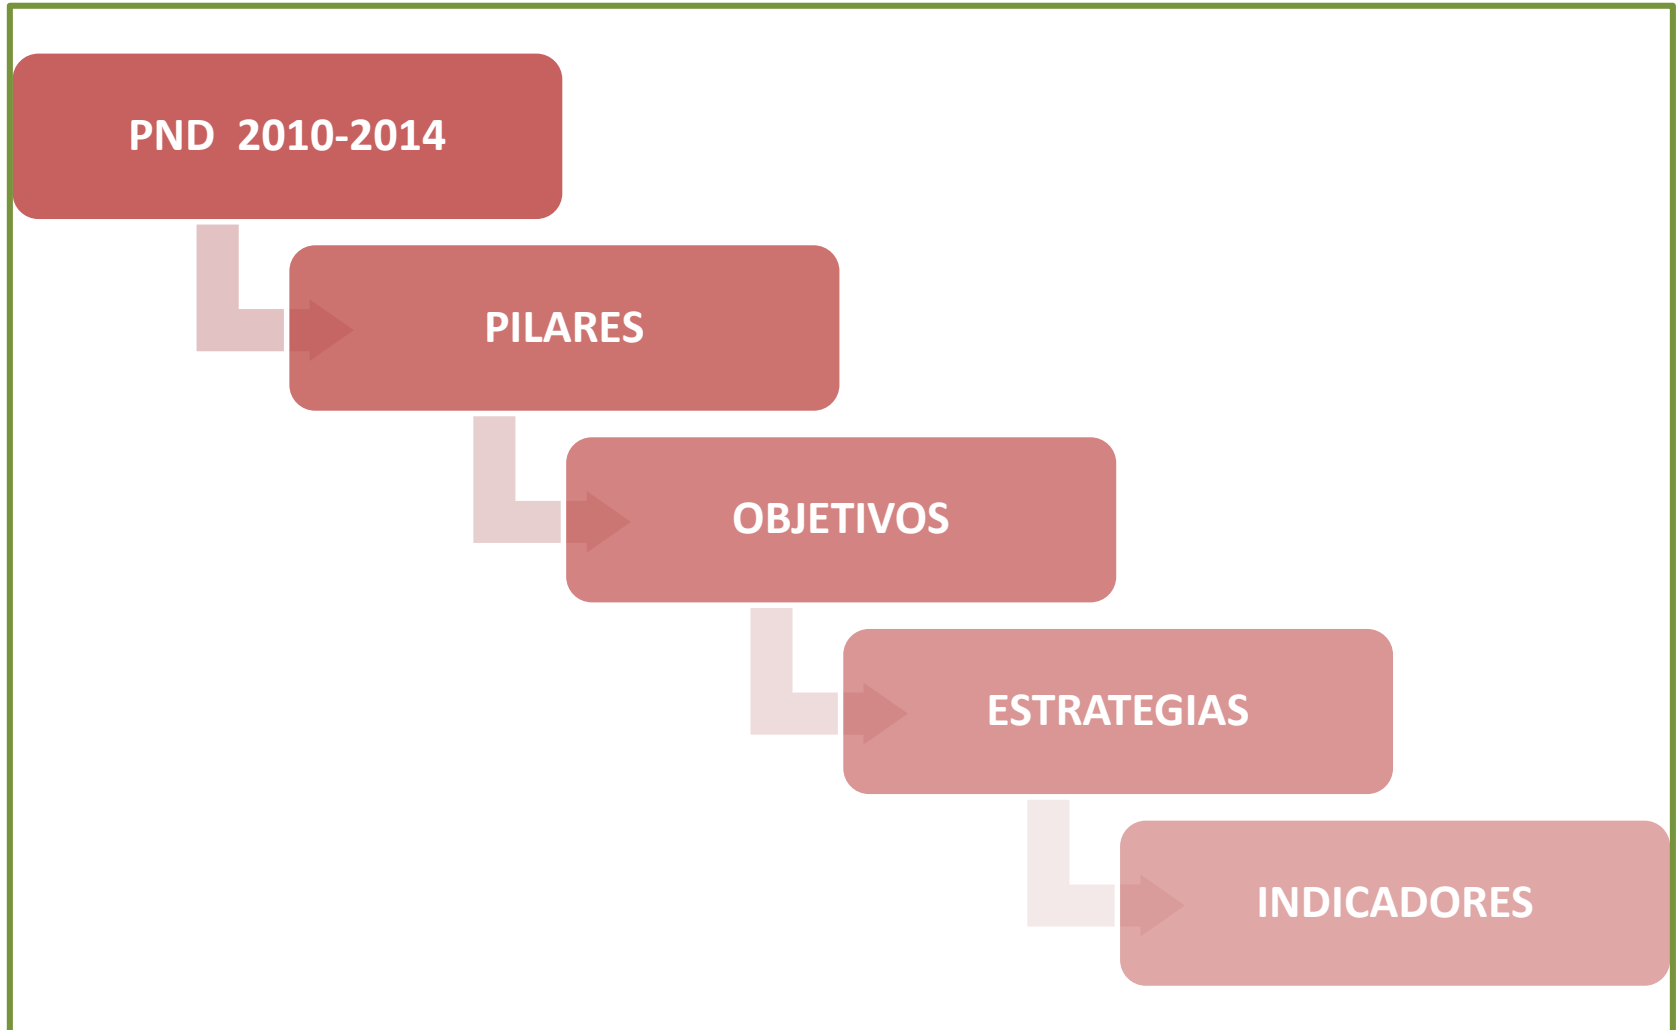 PND  2010-2014
PILARES
OBJETIVOS
ESTRATEGIAS
INDICADORES